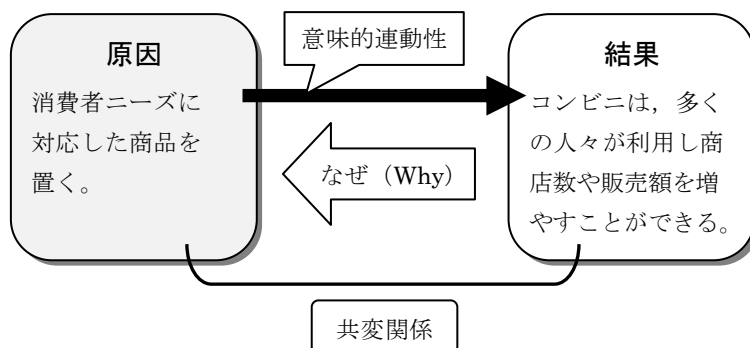 意味的連動性
原因
消費者ニーズに
対応した商品を
置く。
なぜ（Why）
結果
コンビニは，多く
の人々が利用し商
店数や販売額を増
やすことができる。
共変関係